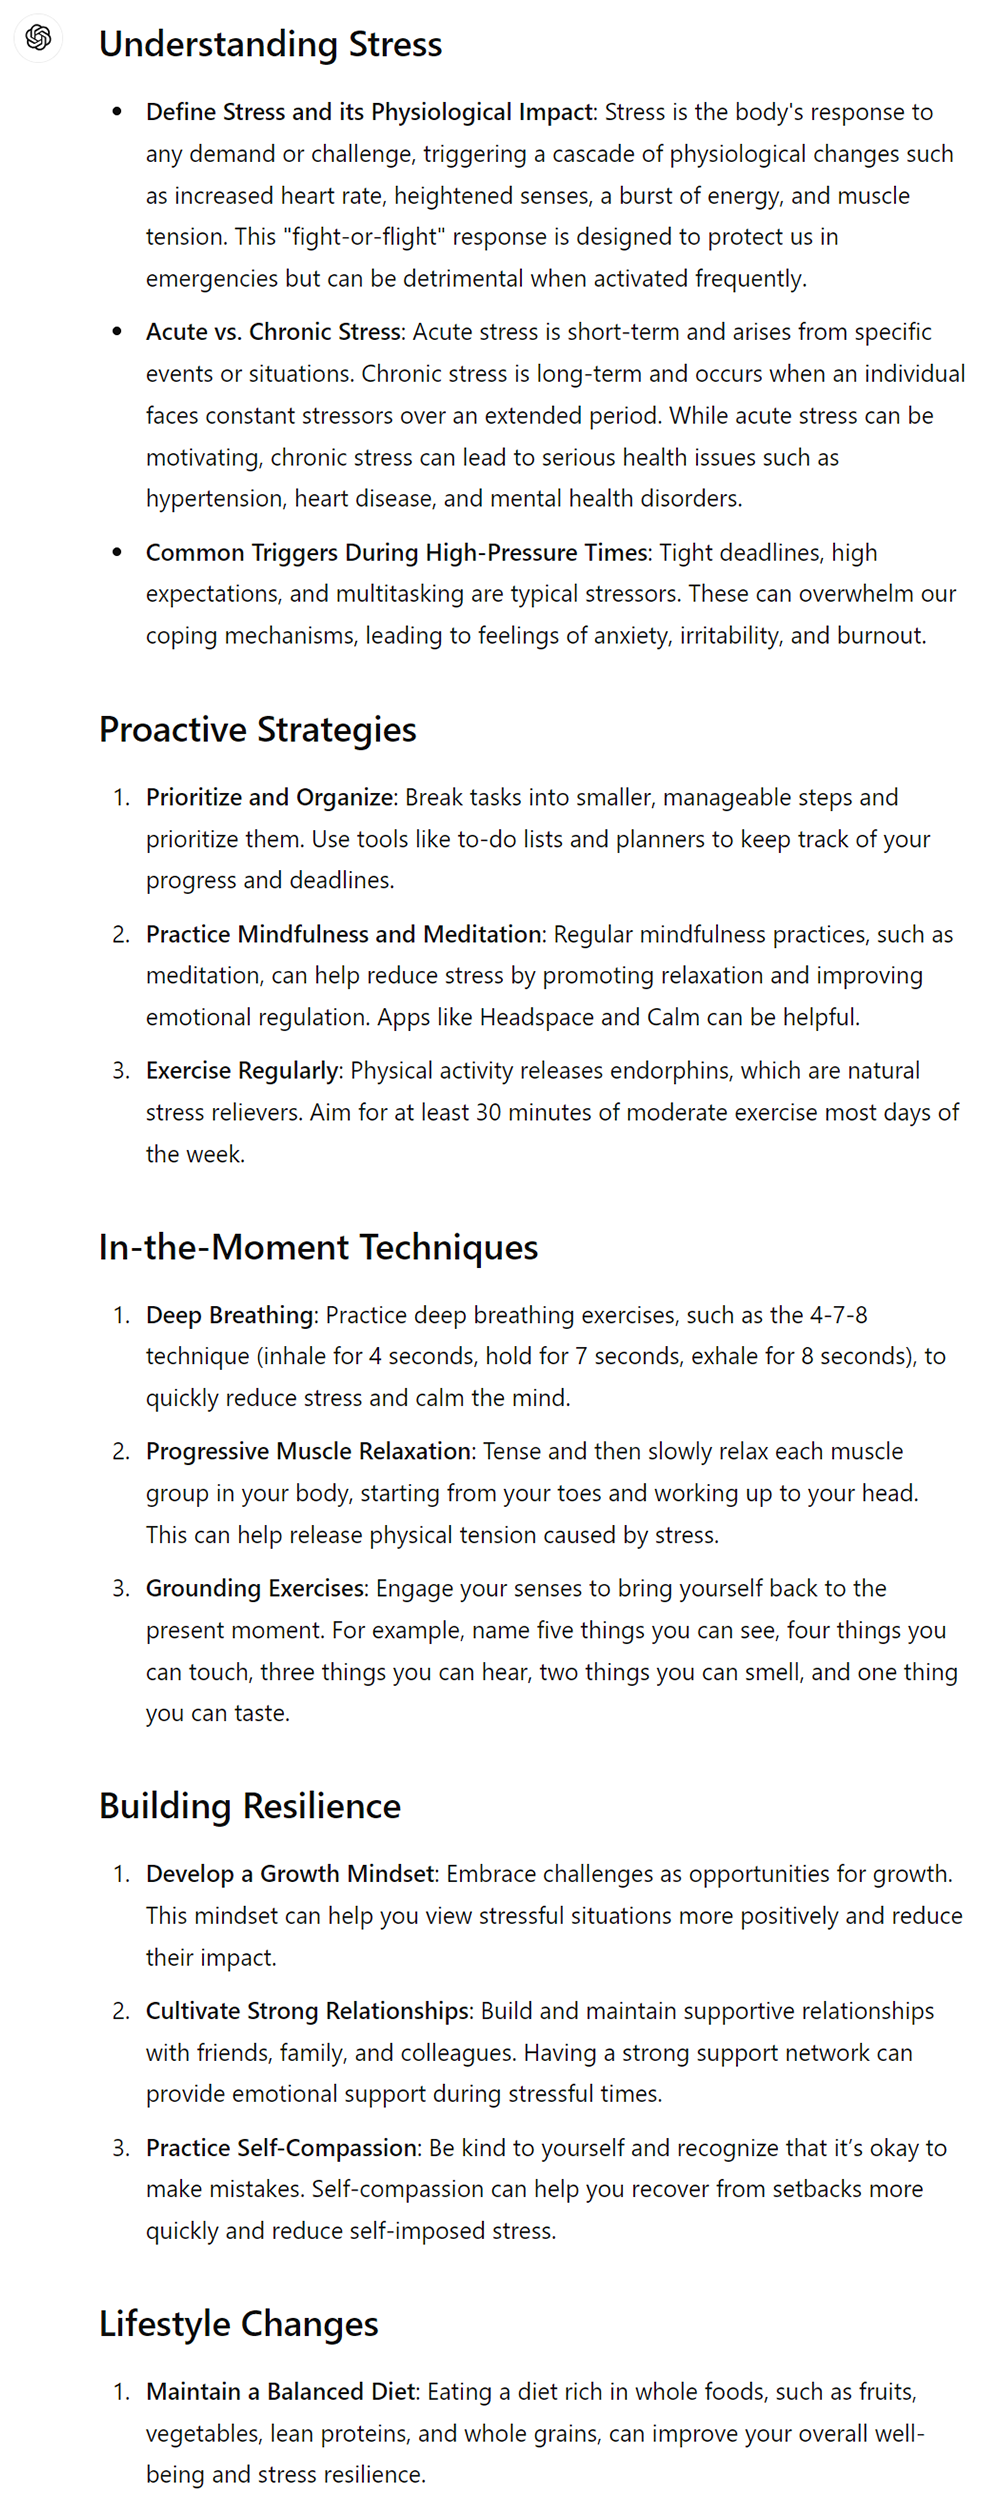 Understanding Stress
• Define Stress and its Physiological Impact: Stress is the body's response to
any demand or challenge, triggering a cascade of physiological changes such
as increased heart rate, heightened senses, a burst of energy, and muscle
tension. This "fight-or-flight" response is designed to protect us in
emergencies but can be detrimental when activated frequently.
• Acute vs. Chronic Stress: Acute stress is short-term and arises from specific
events or situations. Chronic stress is long-term and occurs when an individual
faces constant stressors over an extended period. While acute stress can be
motivating, chronic stress can lead to serious health issues such as
hypertension, heart disease, and mental health disorders.
• Common Triggers During High-Pressure Times: Tight deadlines, high
expectations, and multitasking are typical stressors. These can overwhelm our
coping mechanisms, leading to feelings of anxiety, irritability, and burnout.
Proactive Strategies
1. Prioritize and Organize: Break tasks into smaller, manageable steps and
prioritize them. Use tools like to-do lists and planners to keep track of your
progress and deadlines.
2. Practice Mindfulness and Meditation: Regular mindfulness practices, such as
meditation, can help reduce stress by promoting relaxation and improving
emotional regulation. Apps like Headspace and Calm can be helpful.
3. Exercise Regularly: Physical activity releases endorphins, which are natural
stress relievers. Aim for at least 30 minutes of moderate exercise most days of
the week.
In-the-Moment Techniques
1. Deep Breathing: Practice deep breathing exercises, such as the 4-7-8
technique (inhale for 4 seconds, hold for 7 seconds, exhale for 8 seconds), to
quickly reduce stress and calm the mind.
2. Progressive Muscle Relaxation: Tense and then slowly relax each muscle
group in your body, starting from your toes and working up to your head.
This can help release physical tension caused by stress.
3. Grounding Exercises: Engage your senses to bring yourself back to the
present moment. For example, name five things you can see, four things you
can touch, three things you can hear, two things you can smell, and one thing
you can taste.
Building Resilience
1. Develop a Growth Mindset: Embrace challenges as opportunities for growth.
This mindset can help you view stressful situations more positively and reduce
their impact.
2. Cultivate Strong Relationships: Build and maintain supportive relationships
with friends, family, and colleagues. Having a strong support network can
provide emotional support during stressful times.
3. Practice Self-Compassion: Be kind to yourself and recognize that it’s okay to
make mistakes. Self-compassion can help you recover from setbacks more
quickly and reduce self-imposed stress.
Lifestyle Changes
1. Maintain a Balanced Diet: Eating a diet rich in whole foods, such as fruits,
vegetables, lean proteins, and whole grains, can improve your overall well-
being and stress resilience.